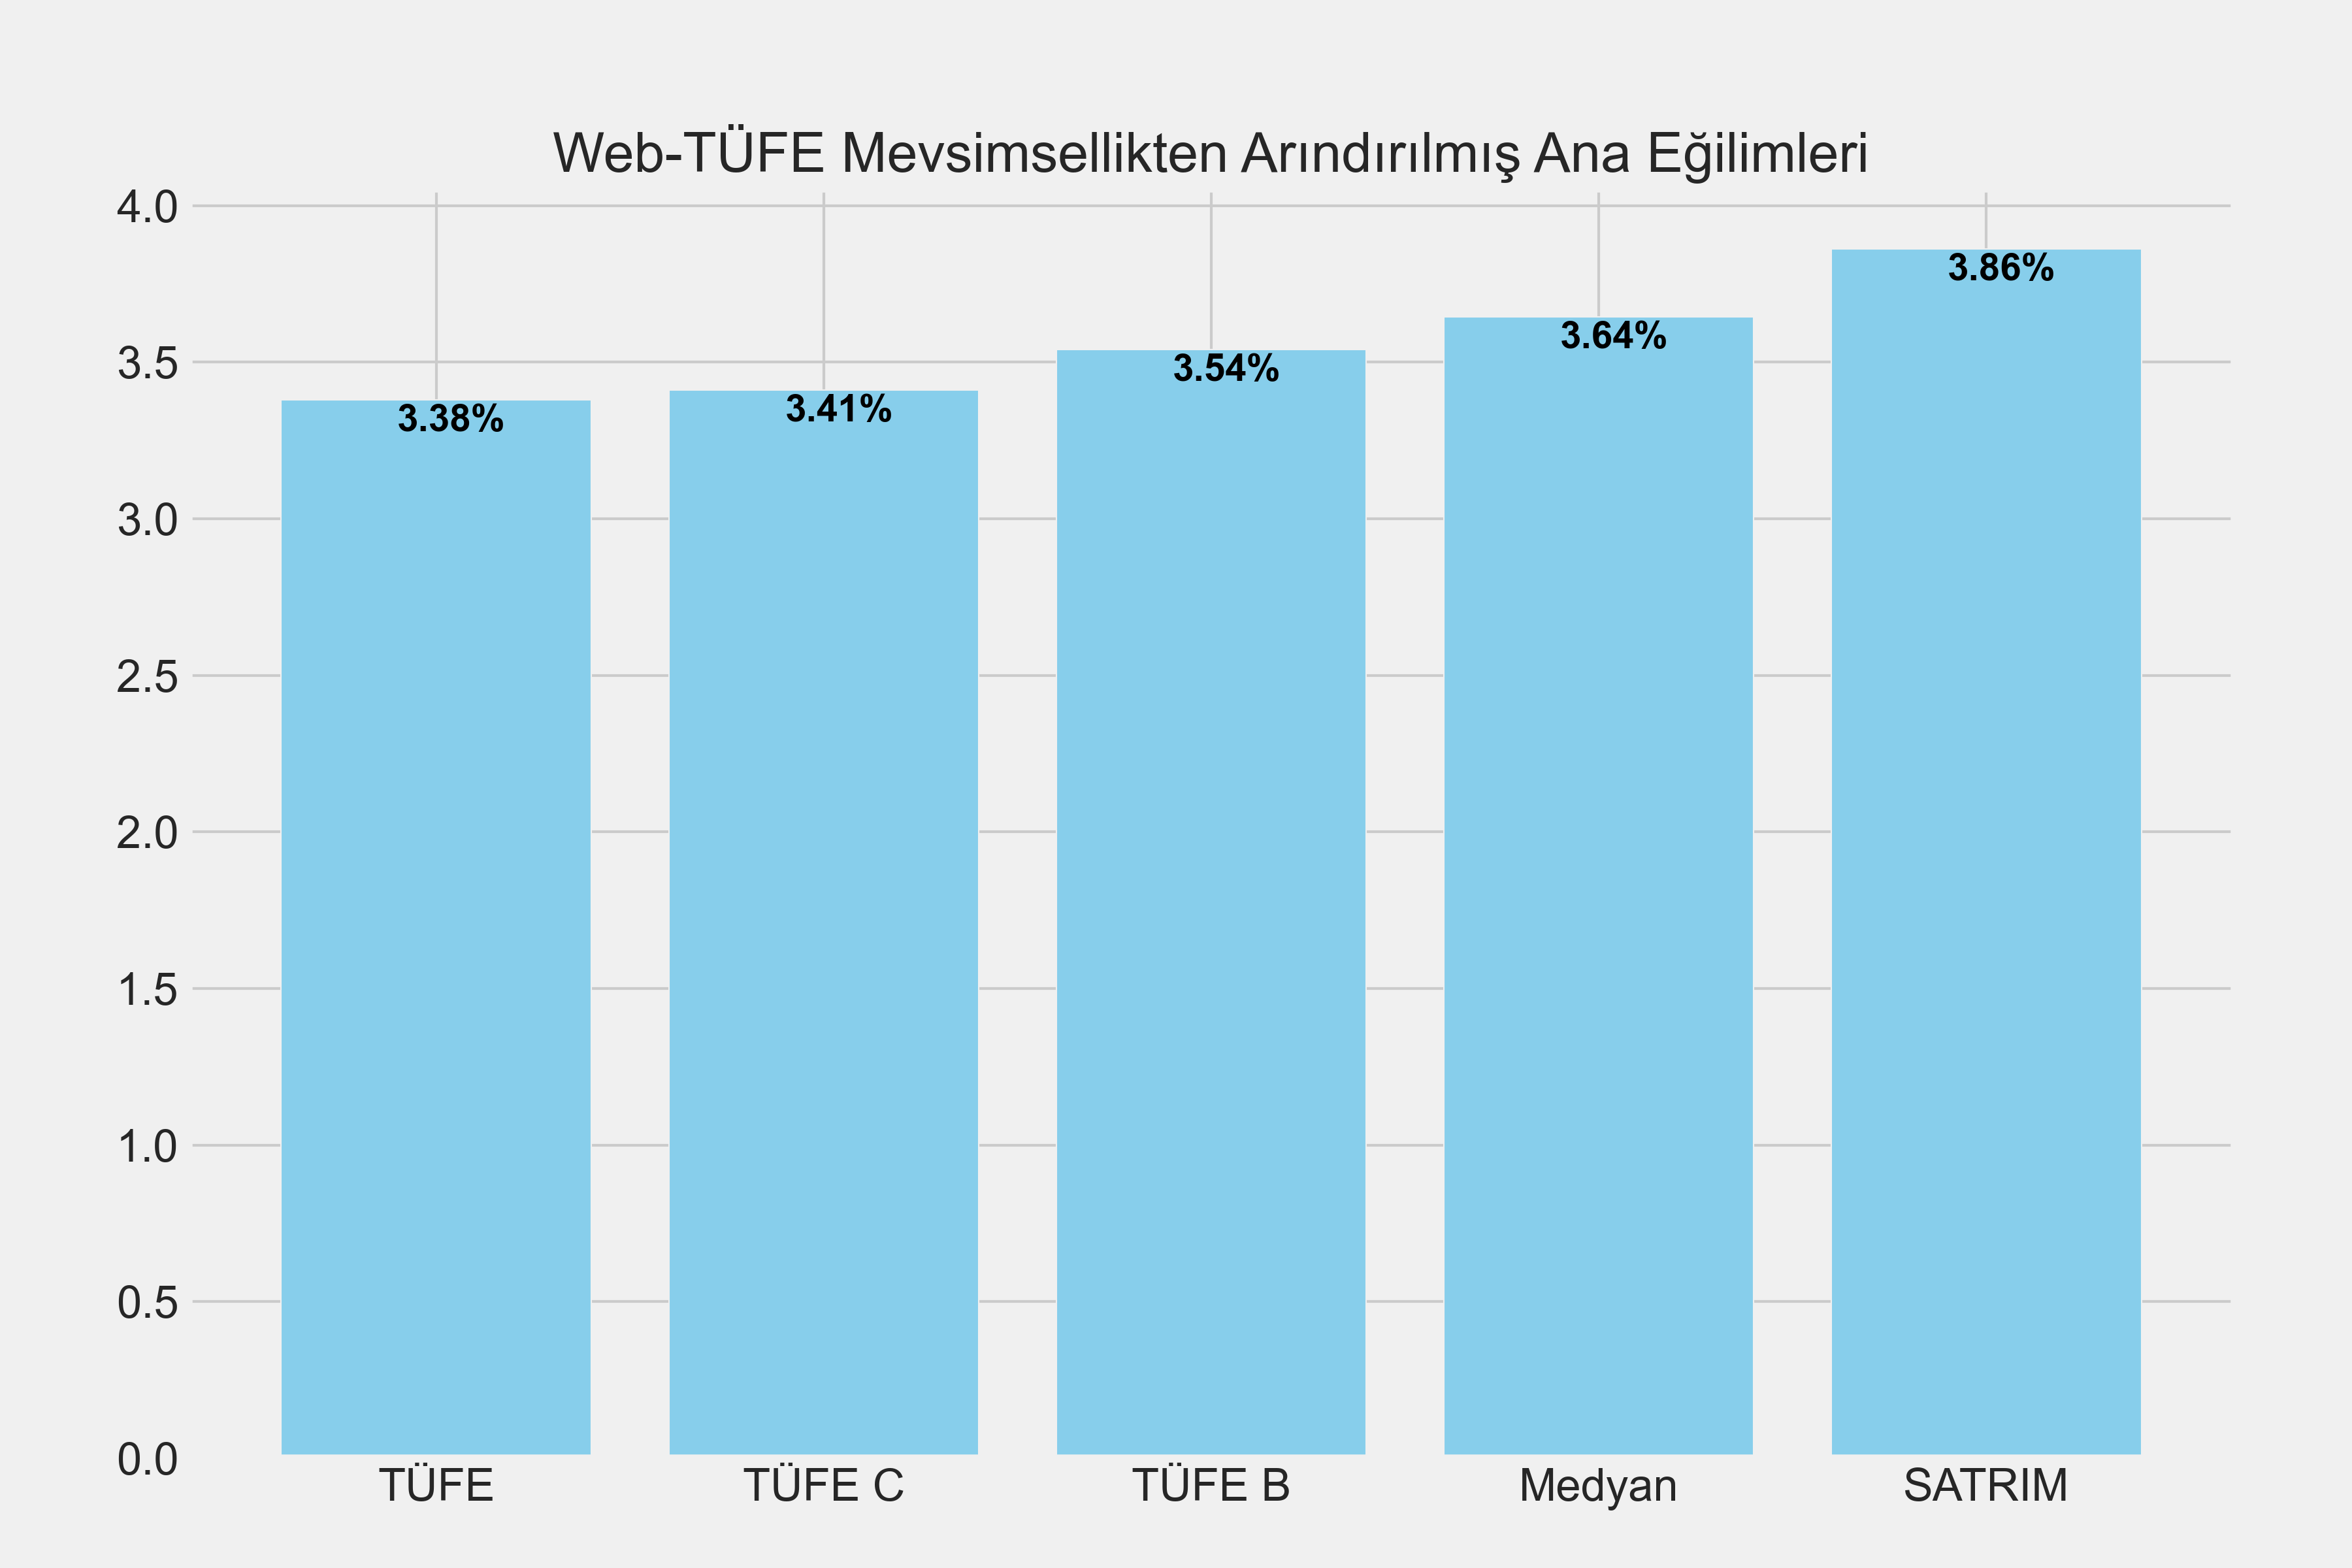 Web-TÜFE Mevsimsellikten Arındırılmış Ana Eğilimleri
4.0
3.5
3.0
2.5
2.0
1.5
1.0
0.5
0.0
3.38%
3.41%
3.54%
3.64%
3.86%
TÜFE
TÜFE C
TÜFE B
Medyan
SATRIM